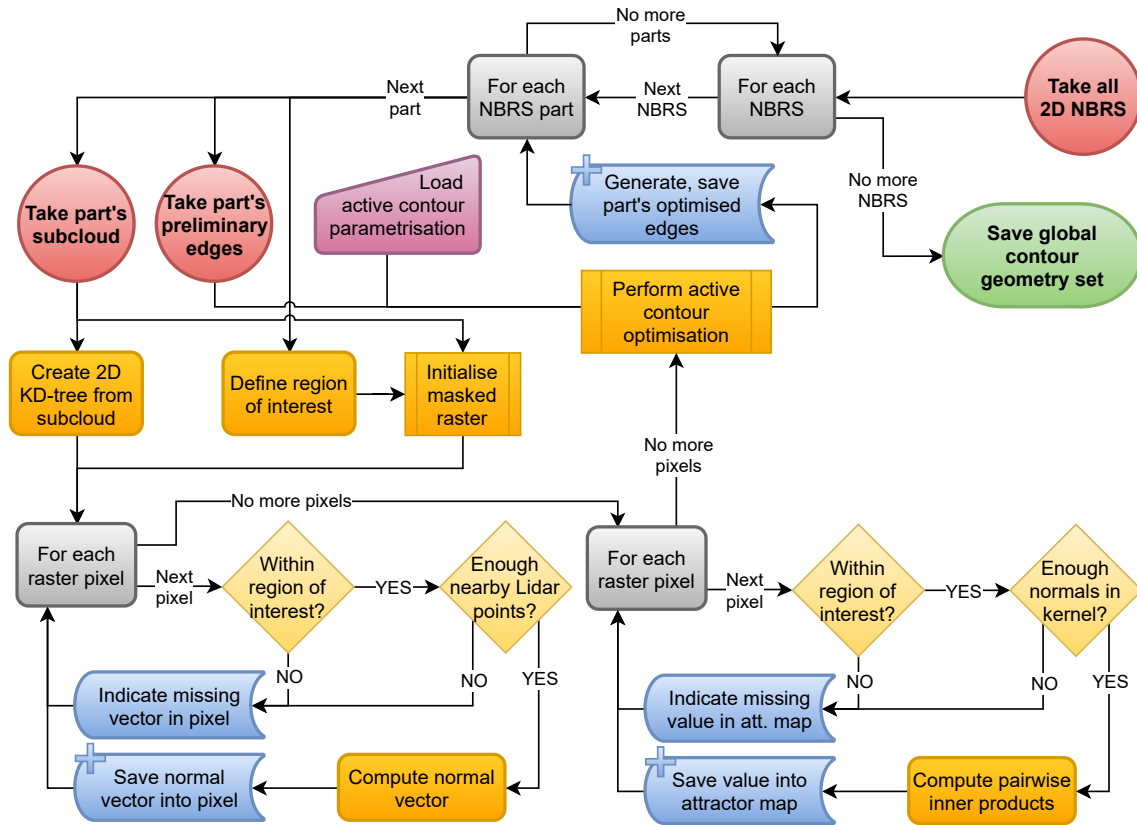 No more
parts
For each
NBRS part
Next
NBRS
For each
NBRS
Take all
2D NBRS
Next
part
No more
NBRS
Take part's
subcloud
Take part's
preliminary
edges
Load
active contour
parametrisation
Generate, save
part's optimised
edges
Save global
contour
geometry set
Perform active
contour
optimisation
Create 2D
KD-tree from
subcloud
Define region
of interest
Initialise
masked
raster
No more
pixels
No more pixels
For each
raster pixel
Next
pixel
Within
region of
interest?
YES
Enough
nearby Lidar
points?
NO
NO
YES
Indicate missing
vector in pixel
Save normal
vector into pixel
Compute normal
vector
For each
raster pixel
Next
pixel
Within
region of
interest?
YES
Enough
normals in
kernel?
NO
NO
YES
Indicate missing
value in att. map
Save value into
attractor map
Compute pairwise
inner products